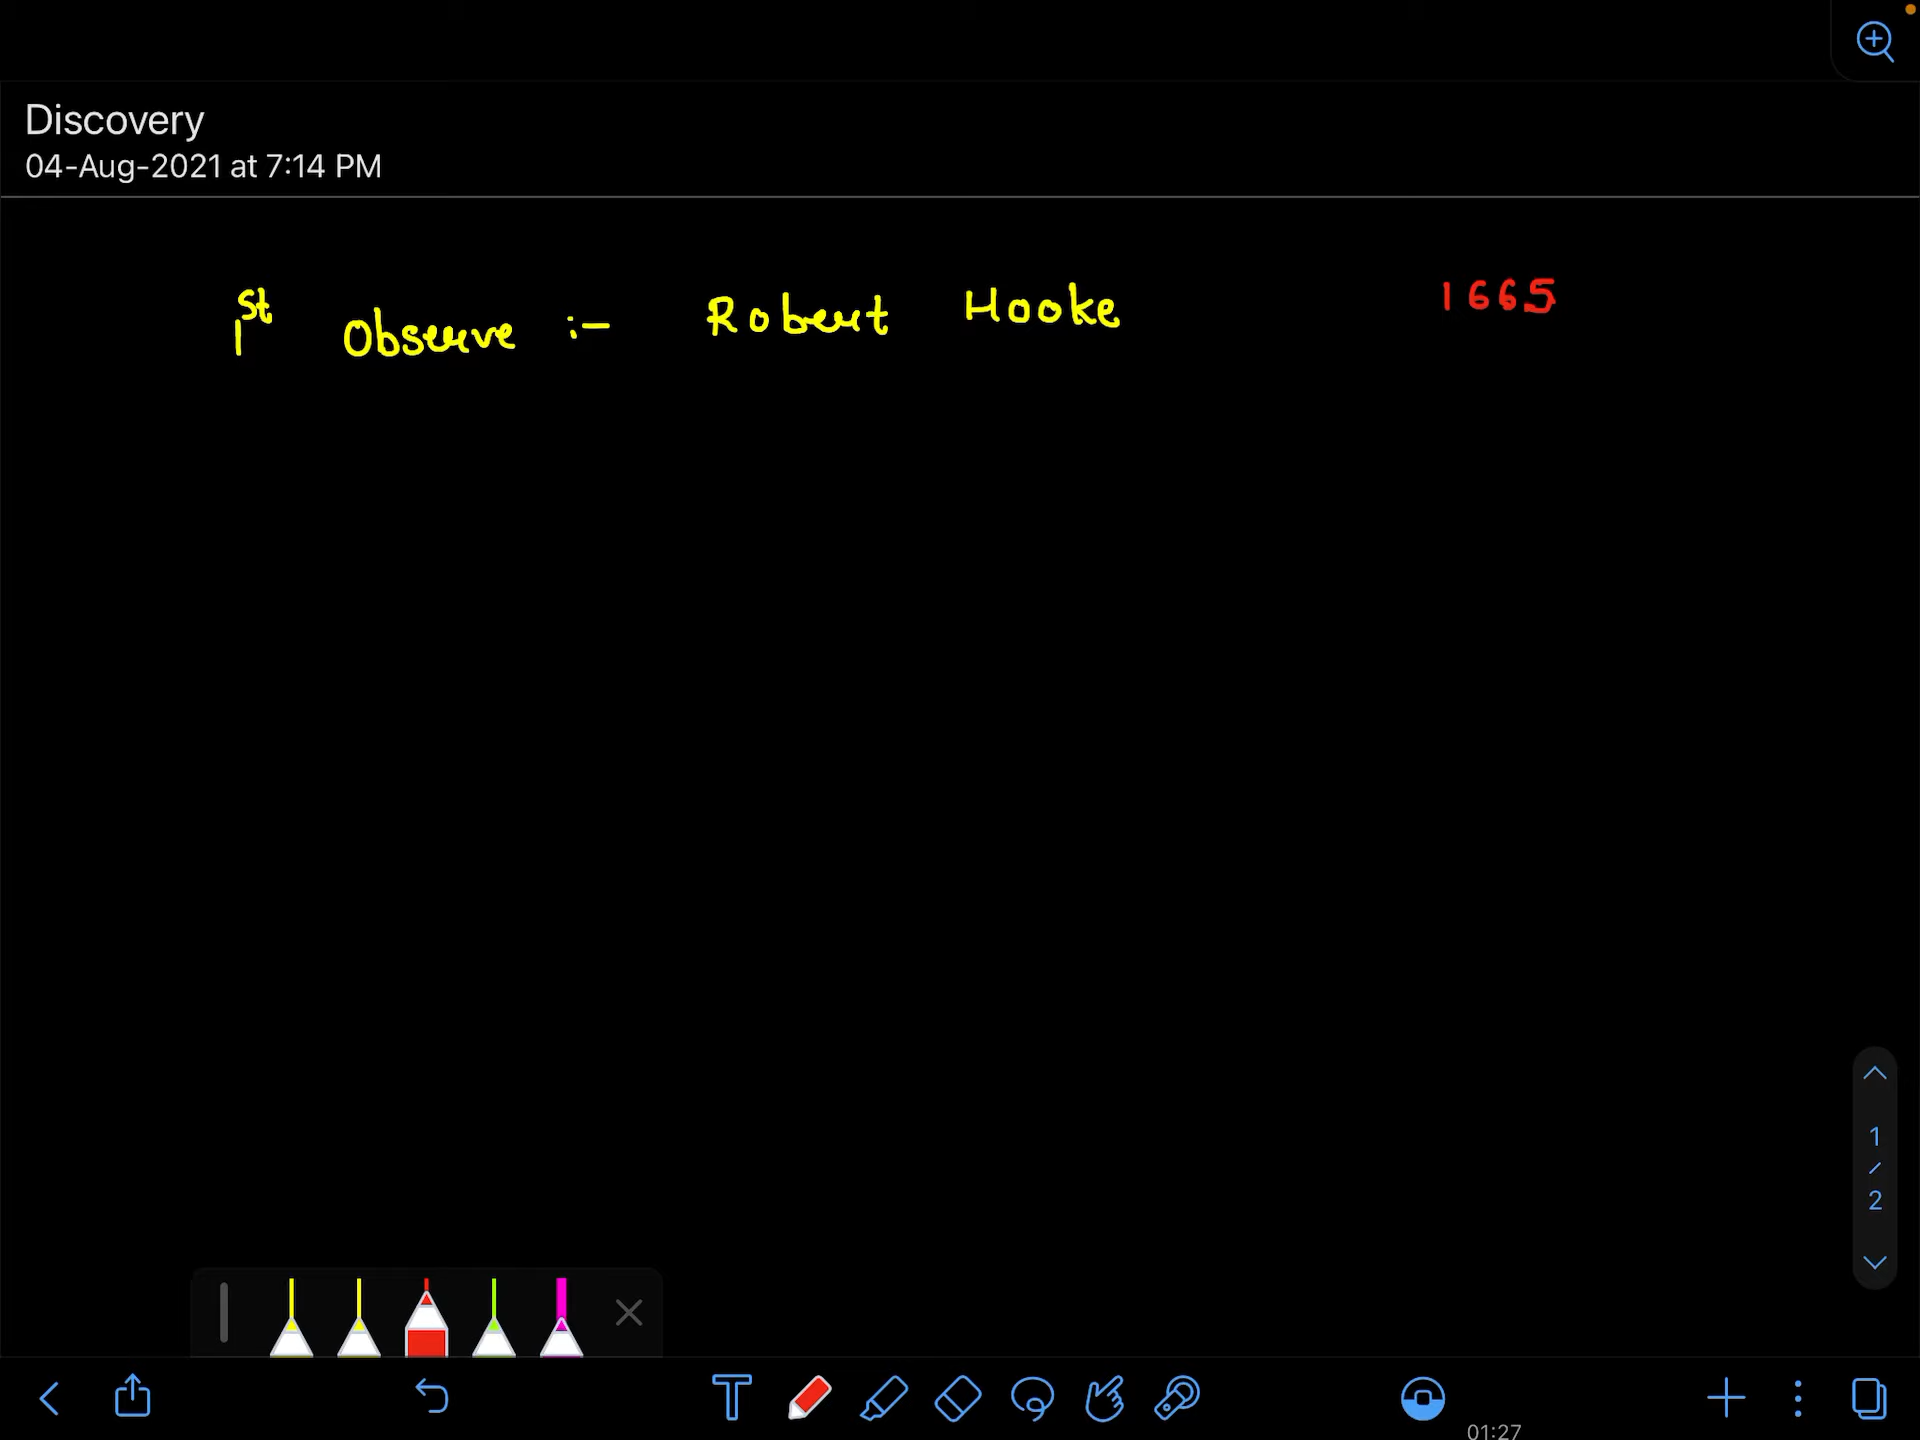 Discovery
04-Aug-2021 at 7:14 PM
1st Observe :- Robert Hooke 1665
1
/
2
01:27